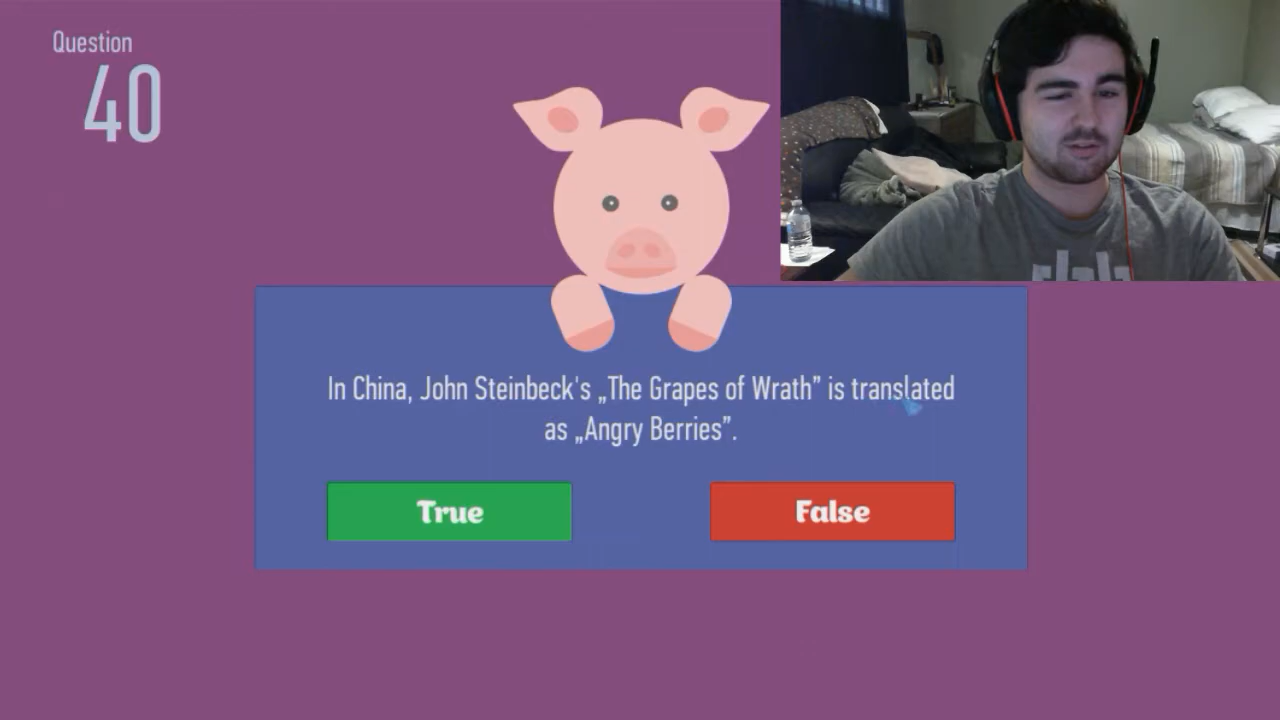 Question
40
In China, John Steinbeck's „The Grapes of Wrath” is translated
as „Angry Berries”.
True
False